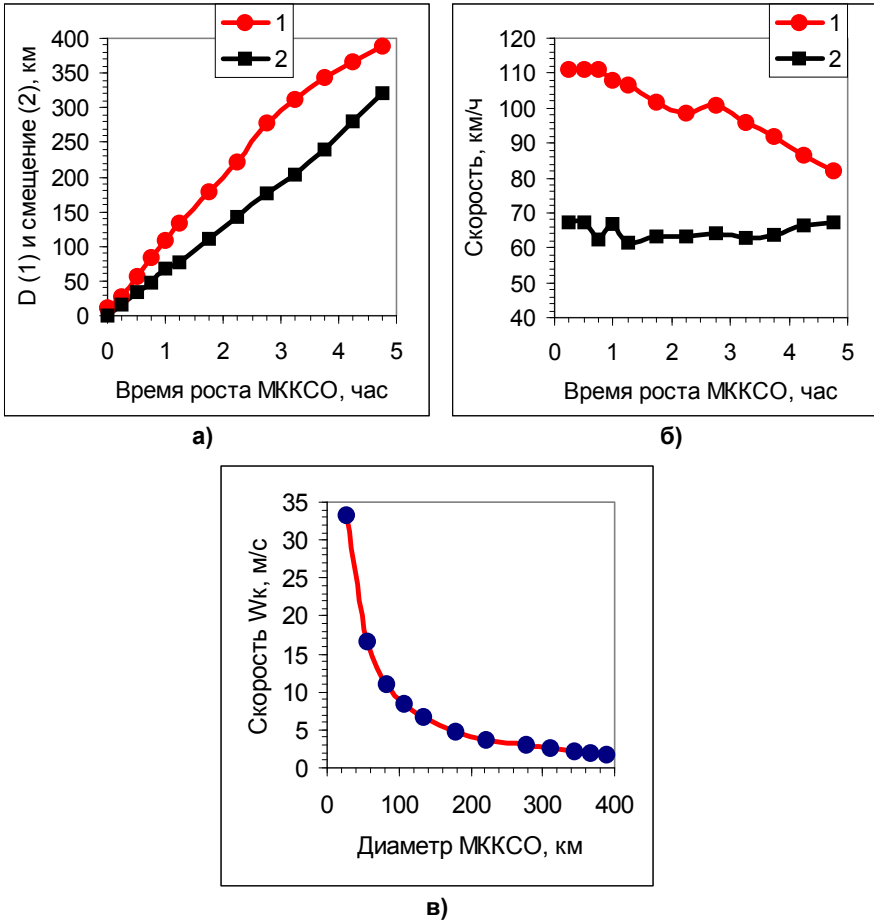 1
2
D (1) и смещение (2), км
400
350
300
250
200
150
100
50
0
0 1 2 3 4 5
Время роста МККСО, час
а)
1
2
Скорость, км/ч
120
110
100
90
80
70
60
50
40
0 1 2 3 4 5
Время роста МККСО, час
б)
Скорость Wк, м/с
35
30
25
20
15
10
5
0
0 100 200 300 400
Диаметр МККСО, км
в)